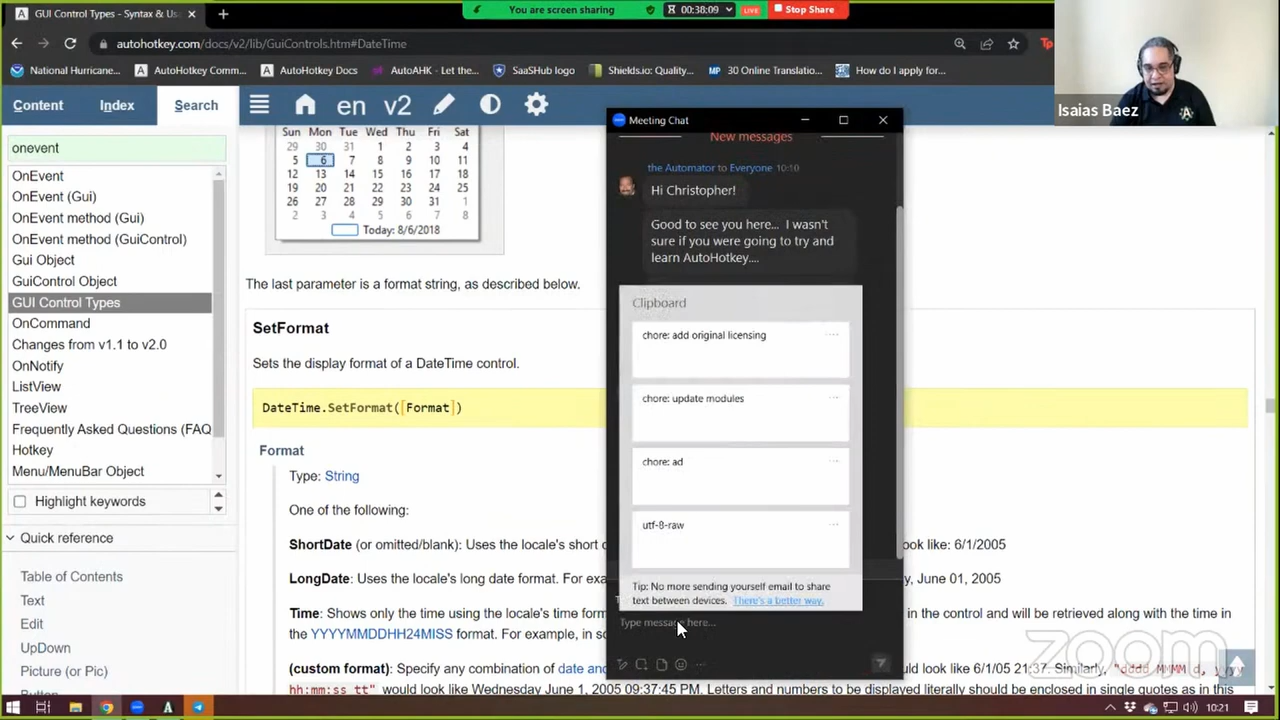 GUI Control Types - Syntax & Us
You are screen sharing
00:38:09
LIVE
Stop Share
autohotkey.com/docs/v2/lib/GuiControls.htm#DateTime
National Hurricane...
AutoHotkey Comm...
AutoHotkey Docs
AutoAHK - Let the...
SaaSHub logo
Shields.io: Quality...
30 Online Translatio...
How do i apply for...
Isaias Baez
Content
Index
Search
en
v2
onevent
OnEvent
OnEvent (Gui)
OnEvent method (Gui)
OnEvent method (GuiControl)
Gui Object
GuiControl Object
GUI Control Types
OnCommand
Changes from v1.1 to v2.0
OnNotify
ListView
TreeView
Frequently Asked Questions (FAQ
Hotkey
Menu/MenuBar Object
Highlight keywords
Quick reference
Table of Contents
Text
Edit
UpDown
Picture (or Pic)
Sun Mon Tue Wed Thu Fri Sat
29 30 31 1 2 3 4
5 6 7 8 9 10 11
12 13 14 15 16 17 18
19 20 21 22 23 24 25
26 27 28 29 30 31 1
2 3 4 5 6 7 8
Today: 8/6/2018
The last parameter is a format string, as described below.
SetFormat
Sets the display format of a DateTime control.
DateTime.SetFormat([Format])
Format
Type: String
One of the following:
ShortDate (or omitted/blank): Uses the locale's short
ook like: 6/1/2005
LongDate: Uses the locale's long date format. For exa
y, June 01, 2005
Time: Shows only the time using the locale's time form
in the control and will be retrieved along with the time in
the YYYYMMDDHH24MISS format. For example, in so
(custom format): Specify any combination of date and
would look like 6/1/05 21:37. Similarly, "dddd MMMM d, yyyy
hh:mm:ss tt" would look like Wednesday June 1, 2005 09:37:45 PM. Letters and numbers to be displayed literally should be enclosed in single quotes as in this
Meeting Chat
New messages
the Automator to Everyone 10:10
Hi Christopher!
Good to see you here... I wasn't
sure if you were going to try and
learn AutoHotkey....
Clipboard
chore: add original licensing
chore: update modules
chore: ad
utf-8-raw
Tip: No more sending yourself email to share
text between devices. There's a better way.
Type message here...
zoom
10:21